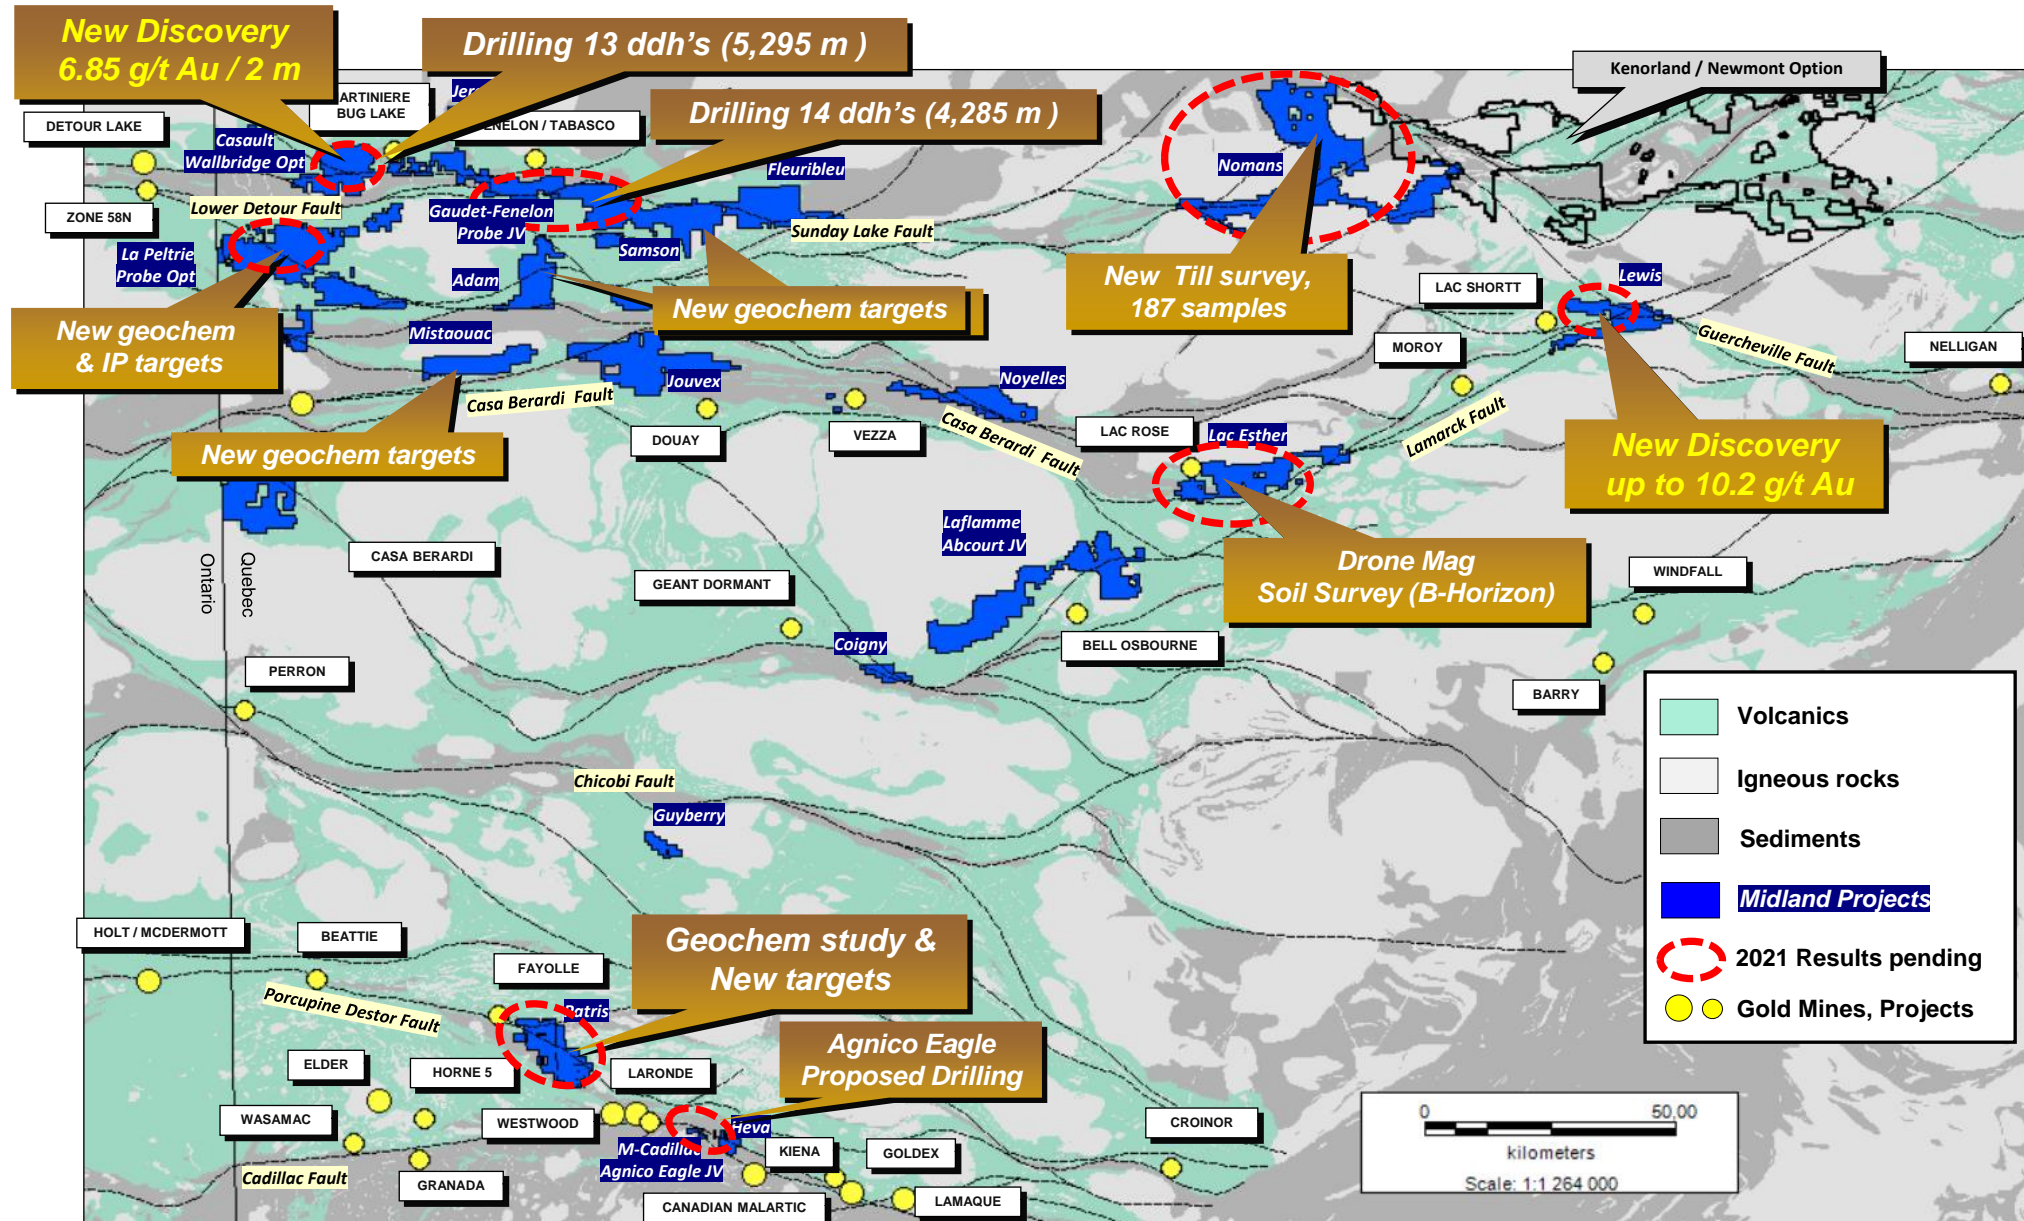 New Discovery
6.85 g/t Au / 2 m
Drilling 13 ddh's (5,295 m )
Drilling 14 ddh's (4,285 m )
Kenorland / Newmont Option
DETOUR LAKE
BUG LAKE
/ TABASCO
Casault
Wallbridge Opt
Fleuribleu
Nomans
ZONE 58N
Lower Detour Fault
Gaudet-Fenelon
Probe JV
Sunday Lake Fault
La Peltrie
Probe Opt
Samson
Adam
New geochem targets
New Till survey,
187 samples
LAC SHORTT
Lewis
New geochem
& IP targets
Mistaouac
MOROY
Guercheville Fault
NELLIGAN
Jouvex
Noyelles
Casa Berardi Fault
DOUAY
VEZZA
Casa Berardi Fault
LAC ROSE
Lac Esther
Lamarck Fault
New geochem targets
New Discovery
up to 10.2 g/t Au
Laflamme
Abcourt JV
Ontario
Quebec
CASA BERARDI
GEANT DORMANT
Drone Mag
Soil Survey (B-Horizon)
WINDFALL
Coigny
BELL OSBOURNE
PERRON
BARRY
Chicobi Fault
Guyberry
Volcanics
Igneous rocks
Sediments
Midland Projects
2021 Results pending
Gold Mines, Projects
HOLT / MCDERMOTT
BEATTIE
Geochem study &
New targets
FAYOLLE
Porcupine Destor Fault
Agnico Eagle
Proposed Drilling
ELDER
HORNE 5
LARONDE
WASAMAC
WESTWOOD
Heva
M-Cadillac
Agnico Eagle JV
KIENA
GOLDEX
CROINOR
Cadillac Fault
GRANADA
CANADIAN MALARTIC
LAMAQUE
0 50,00
kilometers
Scale: 1:1 264 000